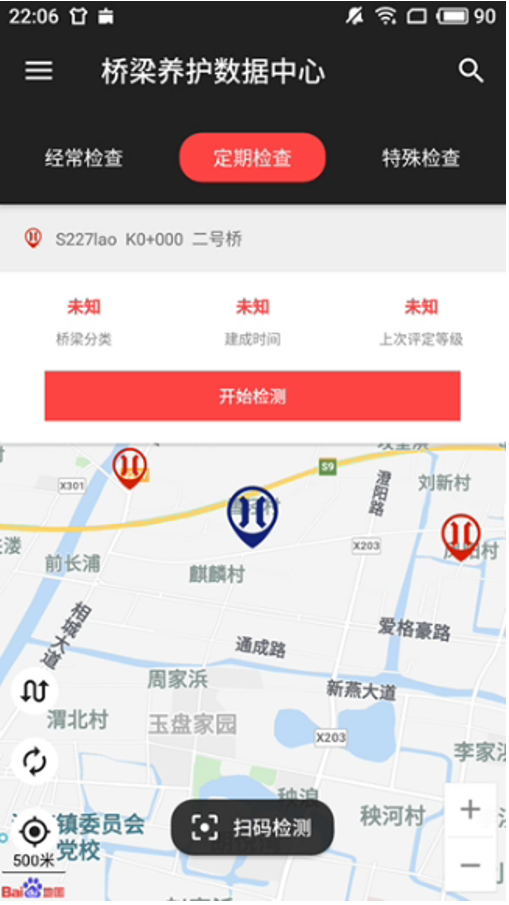 22:06
90
桥梁养护数据中心
经常检查
定期检查
特殊检查
S227lao K0+000 二号桥
未知
未知
未知
桥梁分类
建成时间
上次评定等级
开始检测
S9
X301
澄阳路
刘新村
X203
前长浦
麒麟村
相城大道
爱格豪路
通成路
周家浜
新燕大道
渭北村
玉盘家园
X203
李家
秧河村
镇委员会
党校
扫码检测
500米
Bai 地图